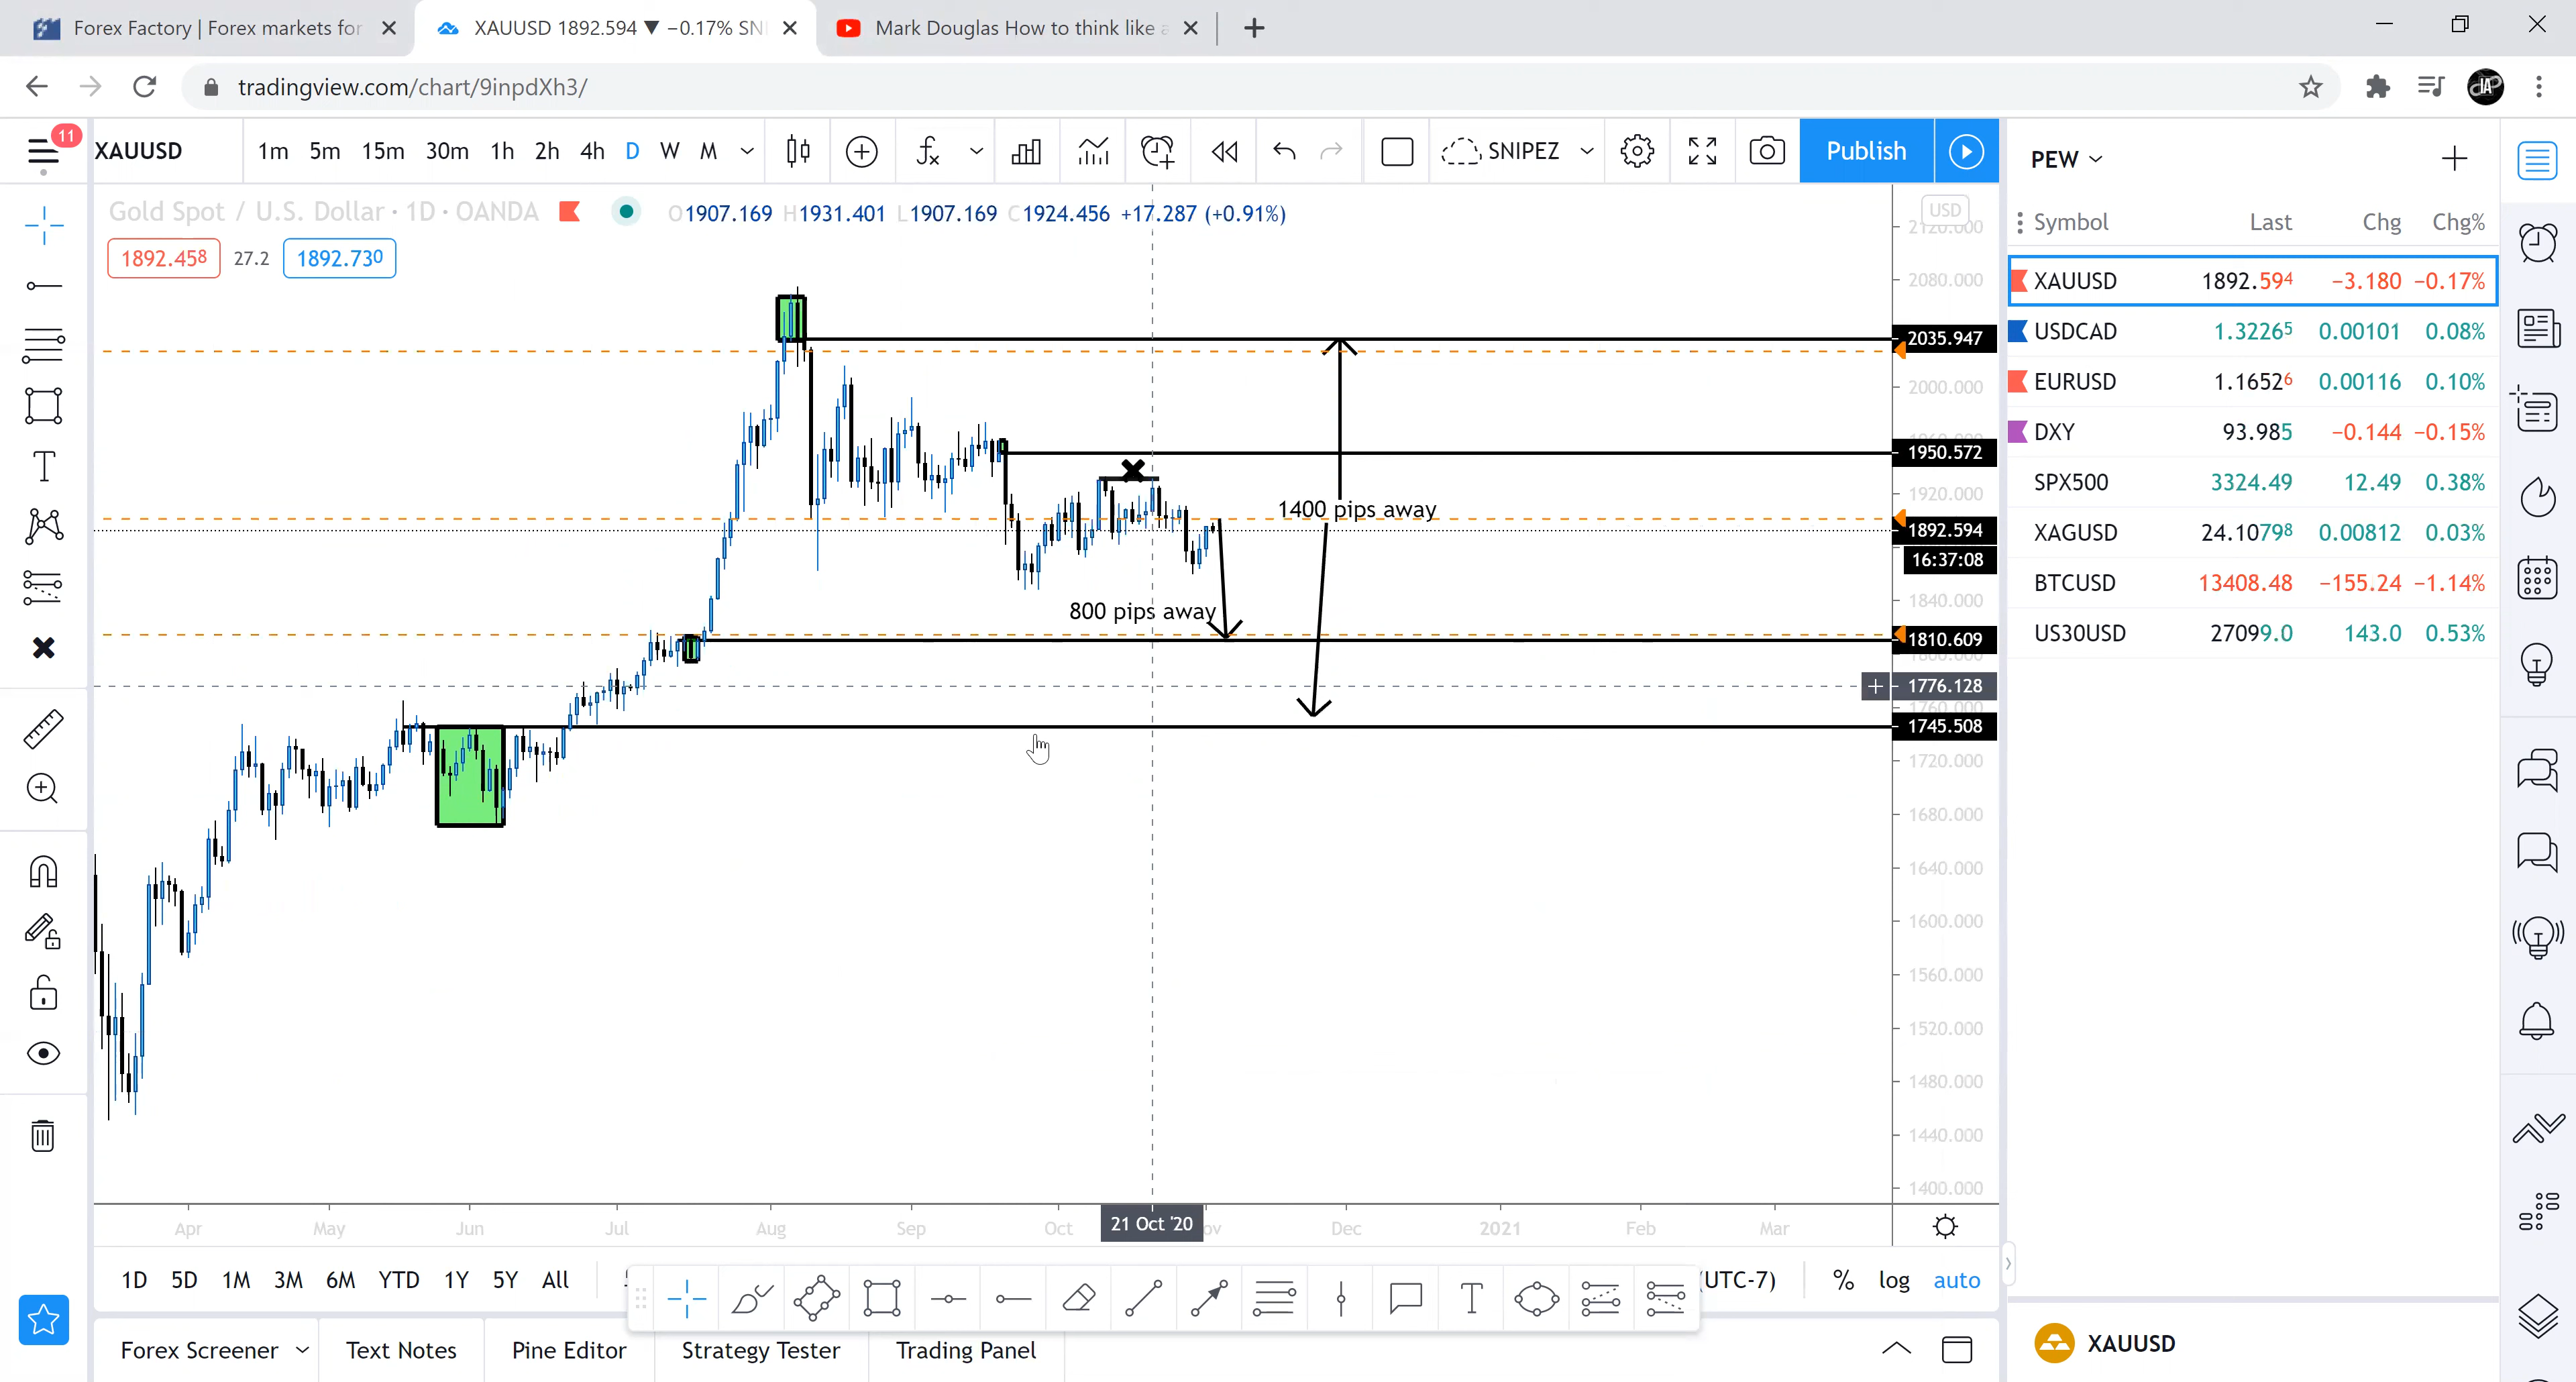 Forex Factory | Forex markets for
XAUUSD 1892.594 ▼ −0.17% SNI
Mark Douglas How to think like a
tradingview.com/chart/9inpdXh3/
11
XAUUSD
1m 5m 15m 30m 1h 2h 4h D W M
SNIPEZ
Publish
PEW
Gold Spot / U.S. Dollar · 1D · OANDA
O1907.169 H1931.401 L1907.169 C1924.456 +17.287 (+0.91%)
USD
1892.458 27.2 1892.730
Symbol Last Chg Chg%
XAUUSD 1892.594 −3.180 −0.17%
USDCAD 1.32265 0.00101 0.08%
EURUSD 1.16526 0.00116 0.10%
DXY 93.985 −0.144 −0.15%
SPX500 3324.49 12.49 0.38%
XAGUSD 24.10798 0.00812 0.03%
BTCUSD 13408.48 −155.24 −1.14%
US30USD 27099.0 143.0 0.53%
2120.000
2080.000
2035.947
2000.000
1950.572
1920.000
1892.594
16:37:08
1840.000
1810.609
1800.000
1776.128
1760.000
1745.508
1720.000
1680.000
1640.000
1600.000
1560.000
1520.000
1480.000
1440.000
1400.000
1400 pips away
800 pips away
Apr May Jun Jul Aug Sep Oct 21 Oct '20 ov Dec 2021 Feb Mar
1D 5D 1M 3M 6M YTD 1Y 5Y All
(UTC-7) % log auto
Forex Screener Text Notes Pine Editor Strategy Tester Trading Panel
XAUUSD